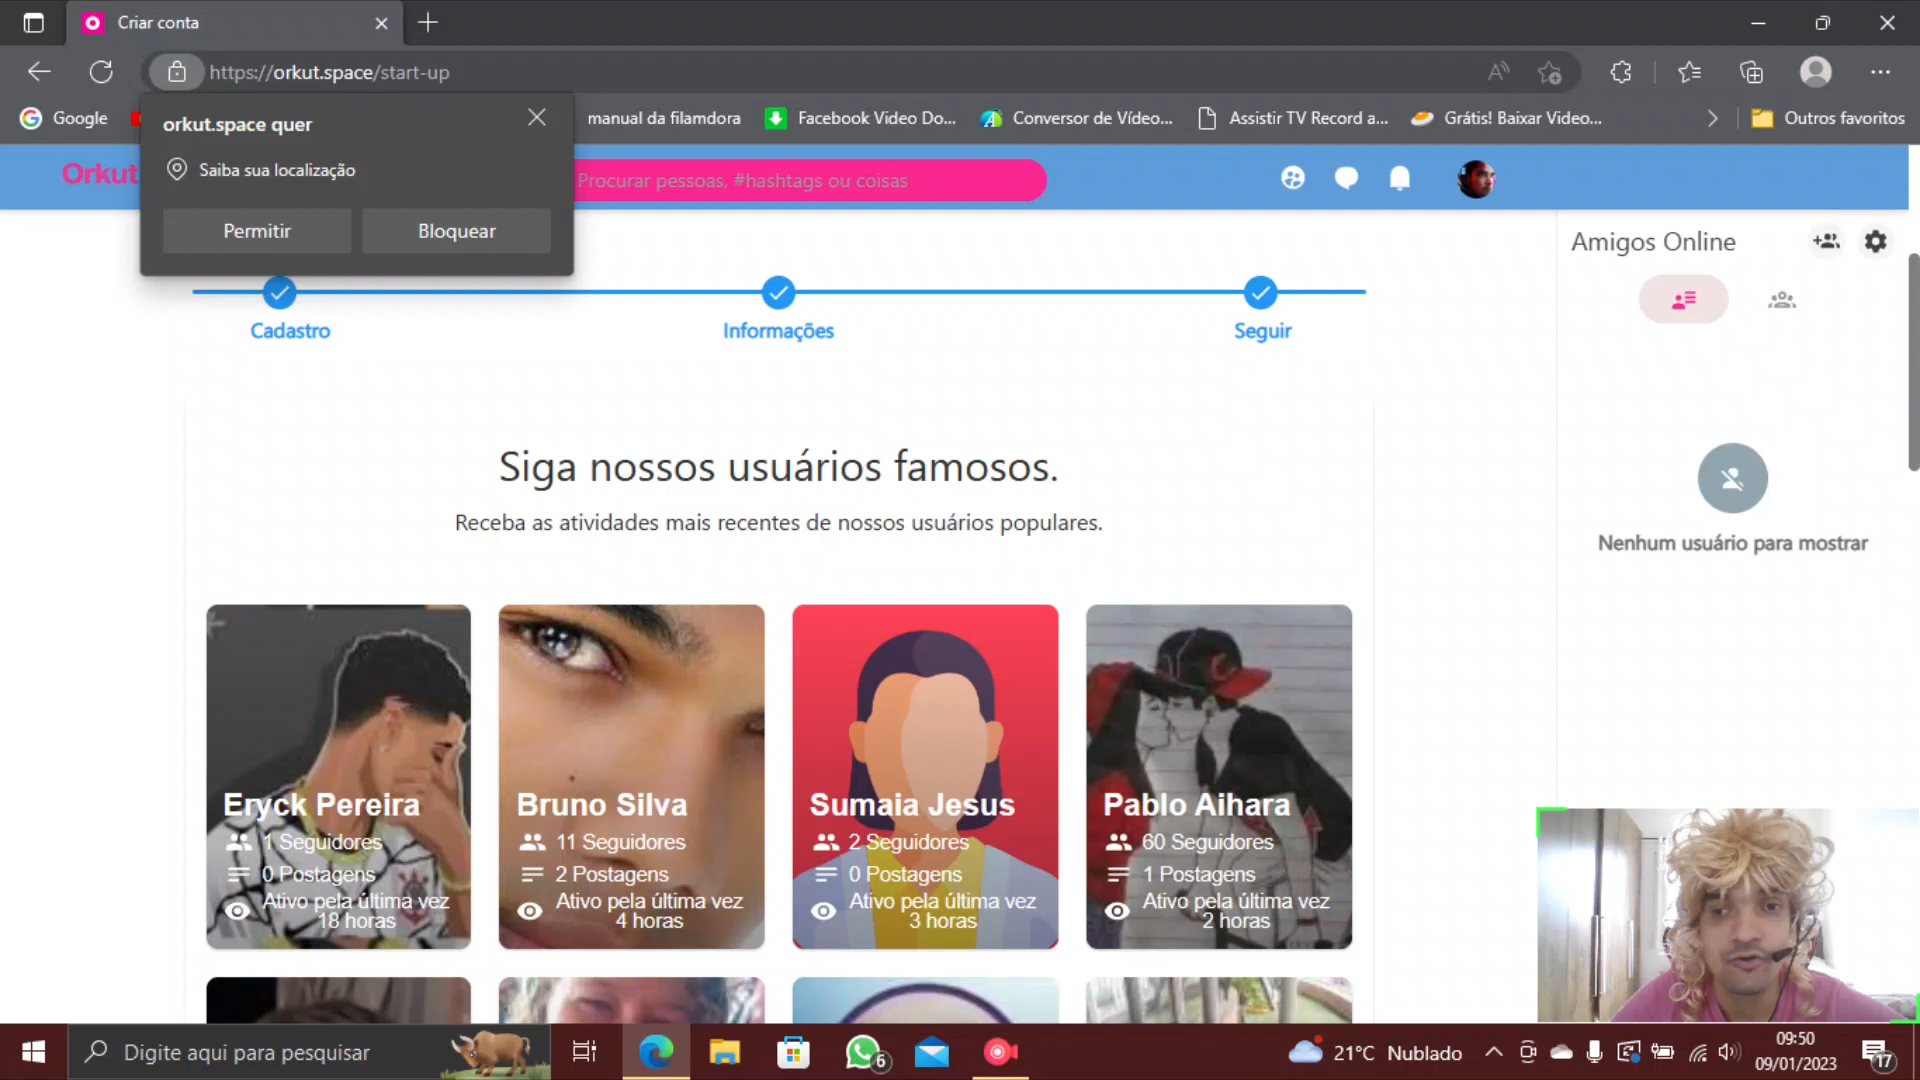 Criar conta
https://orkut.space/start-up
Google
manual da filamdora
Facebook Video Do...
Conversor de Vídeo...
Assistir TV Record a...
Grátis! Baixar Video...
Outros favoritos
orkut.space quer
Saiba sua localização
Permitir
Bloquear
Orkut
Procurar pessoas, #hashtags ou coisas
Amigos Online
Cadastro
Informações
Seguir
Siga nossos usuários famosos.
Receba as atividades mais recentes de nossos usuários populares.
Nenhum usuário para mostrar
Eryck Pereira
1 Seguidores
0 Postagens
Ativo pela última vez
18 horas
Bruno Silva
11 Seguidores
2 Postagens
Ativo pela última vez
4 horas
Sumaia Jesus
2 Seguidores
0 Postagens
Ativo pela última vez
3 horas
Pablo Aihara
60 Seguidores
1 Postagens
Ativo pela última vez
2 horas
Digite aqui para pesquisar
6
21°C Nublado
09:50
09/01/2023
17